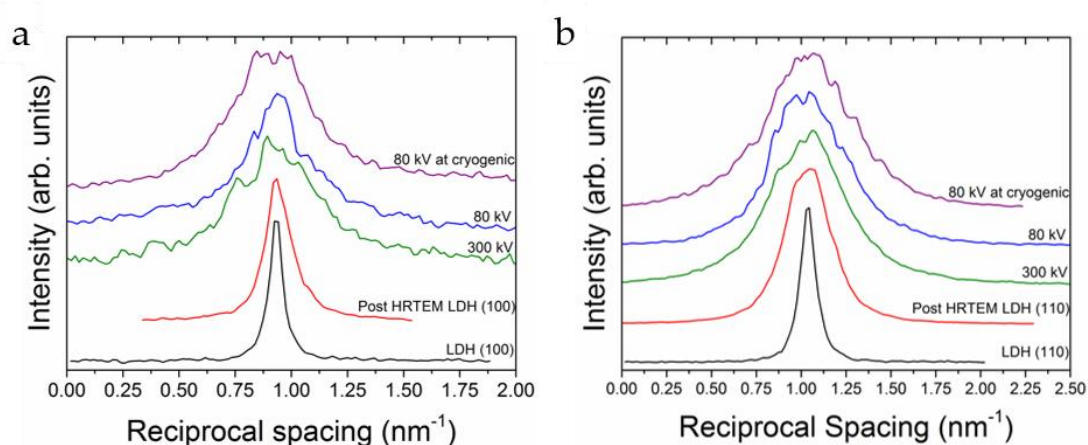 a
80 kV at cryogenic
80 kV
300 kV
Post HRTEM LDH (100)
LDH (100)
Intensity (arb. units)
0.00 0.25 0.50 0.75 1.00 1.25 1.50 1.75 2.00
Reciprocal spacing (nm⁻¹)
b
80 kV at cryogenic
80 kV
300 kV
Post HRTEM LDH (110)
LDH (110)
Intensity (arb. units)
0.00 0.25 0.50 0.75 1.00 1.25 1.50 1.75 2.00 2.25 2.50
Reciprocal Spacing (nm⁻¹)